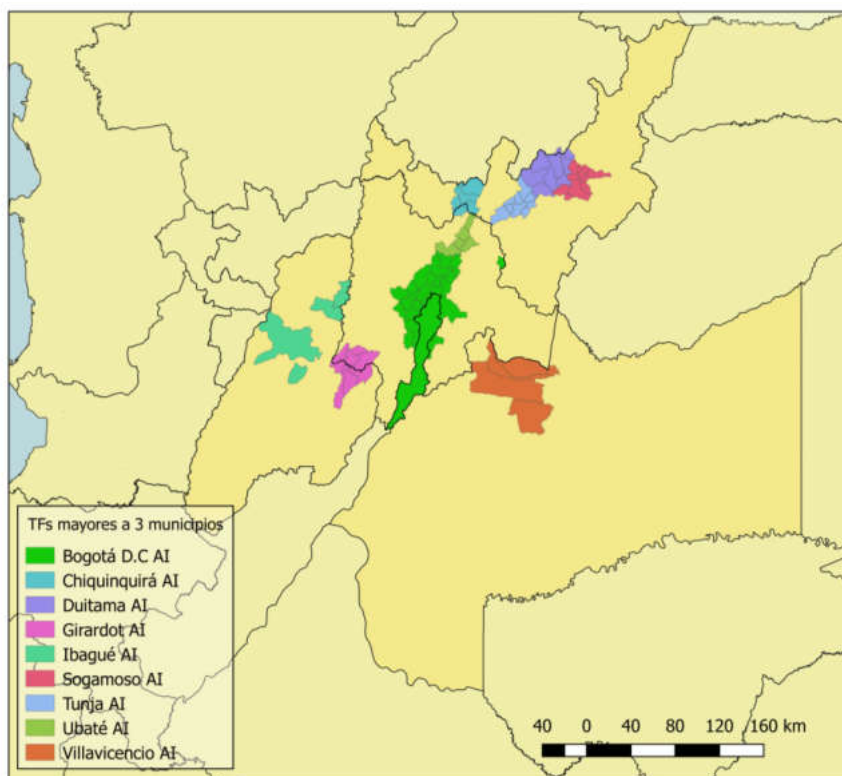 TFs mayores a 3 municipios
Bogotá D.C AI
Chiquinquirá AI
Duitama AI
Girardot AI
Ibagué AI
Sogamoso AI
Tunja AI
Ubaté AI
Villavicencio AI
40 0 40 80 120 160 km